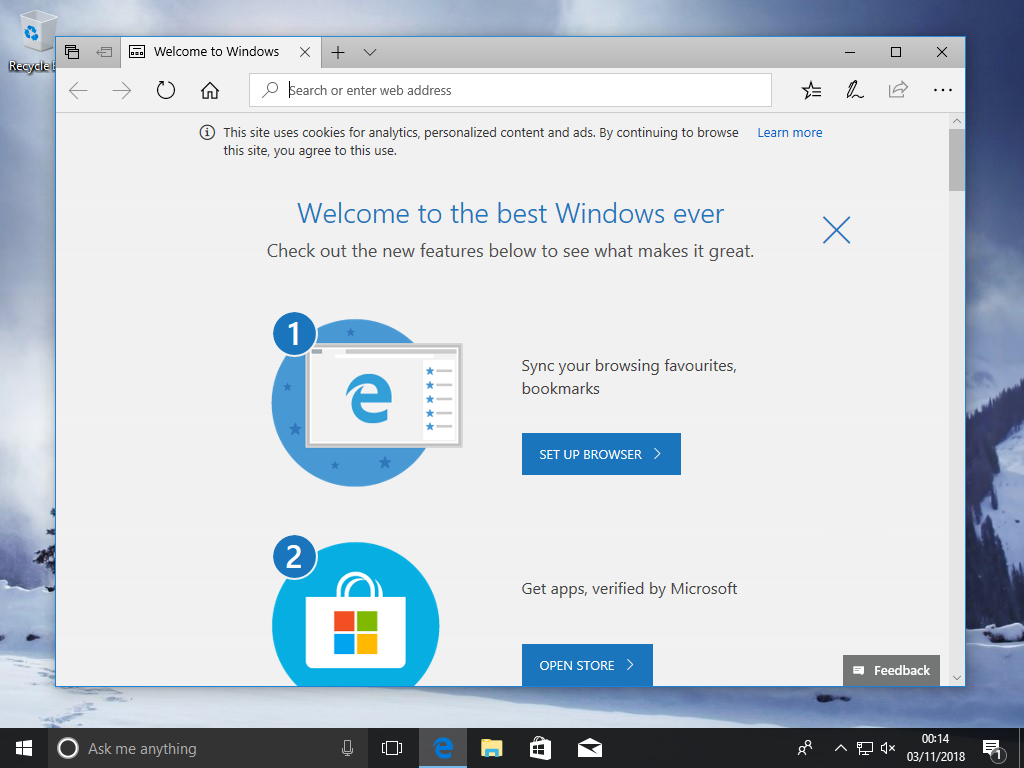 Recycle
Welcome to Windows
Search or enter web address
This site uses cookies for analytics, personalized content and ads. By continuing to browse
this site, you agree to this use.
Learn more
Welcome to the best Windows ever
Check out the new features below to see what makes it great.
1
Sync your browsing favourites,
bookmarks
SET UP BROWSER
2
Get apps, verified by Microsoft
OPEN STORE
Feedback
Ask me anything
00:14
03/11/2018
1